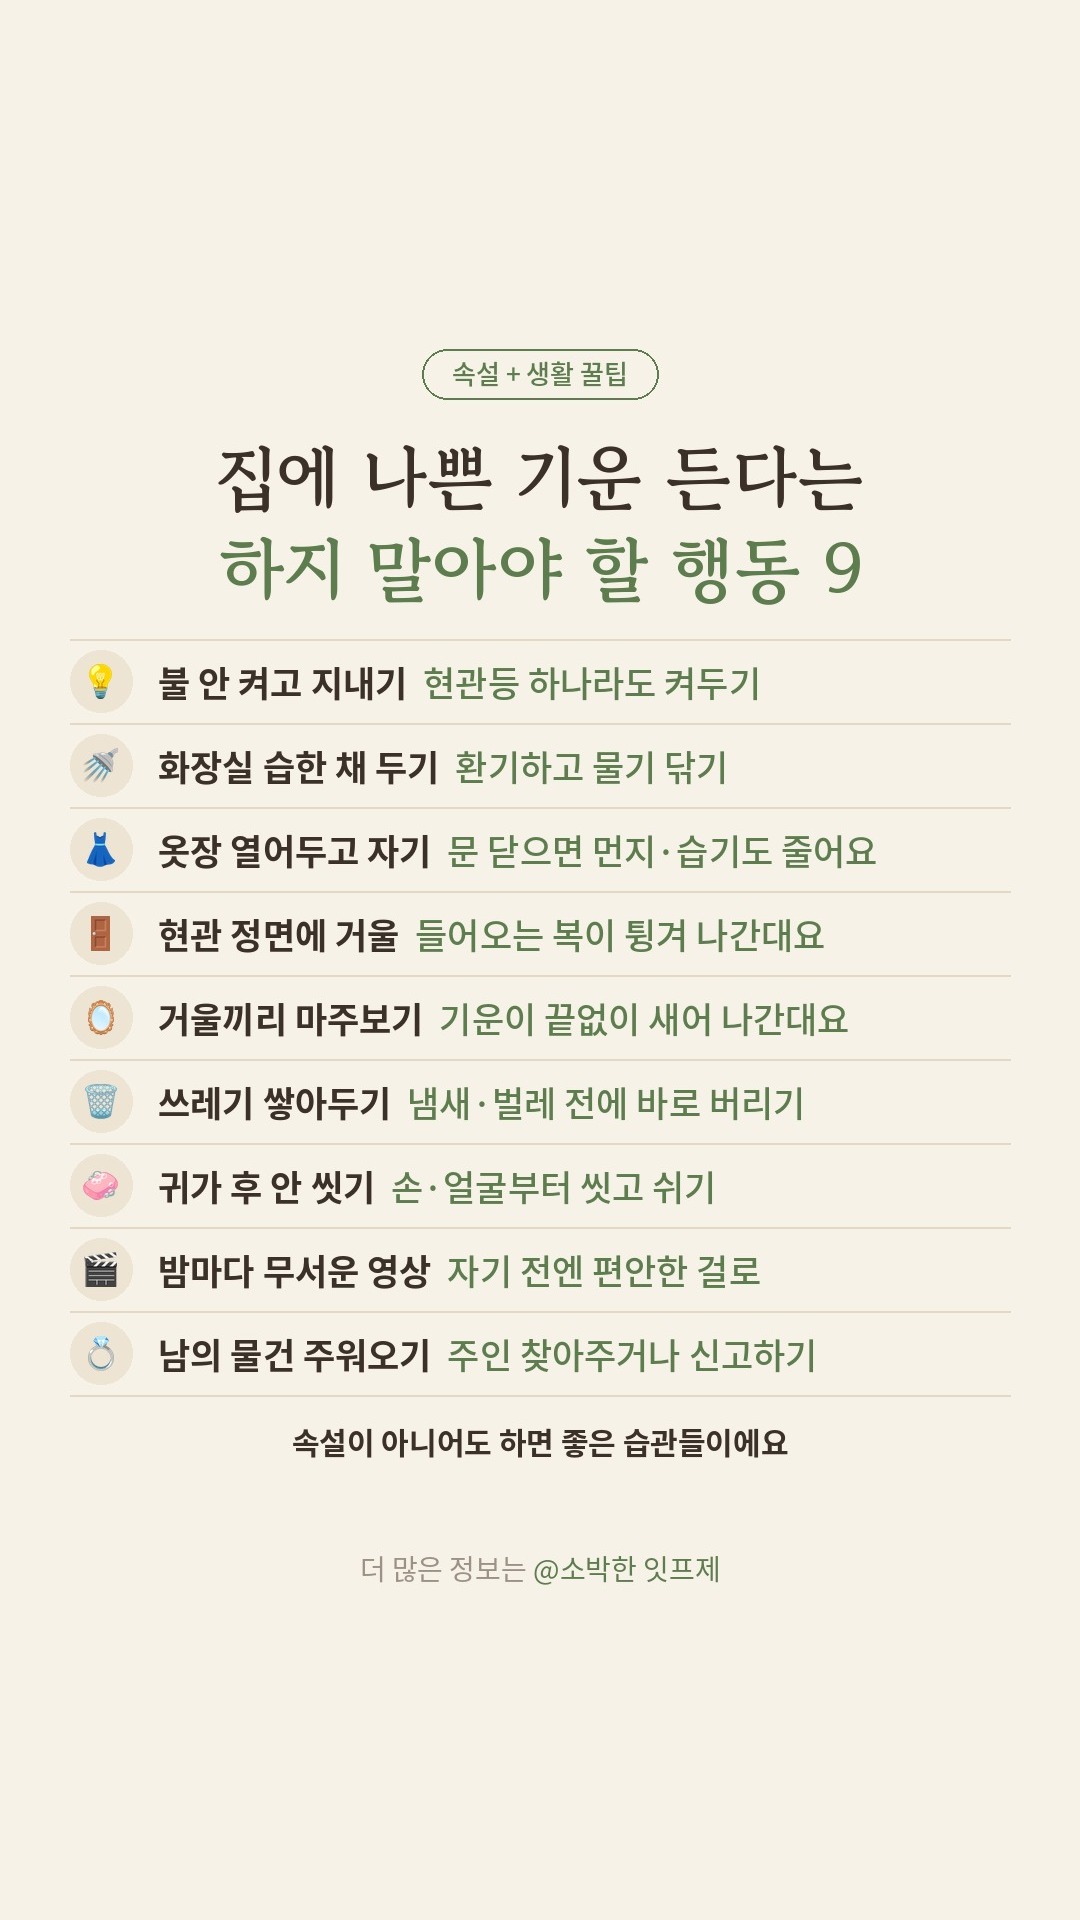 속설 + 생활 꿀팁
집에 나쁜 기운 든다는
하지 말아야 할 행동 9
불 안 켜고 지내기 현관등 하나라도 켜두기
화장실 습한 채 두기 환기하고 물기 닦기
옷장 열어두고 자기 문 닫으면 먼지·습기도 줄어요
현관 정면에 거울 들어오는 복이 튕겨 나간대요
거울끼리 마주보기 기운이 끝없이 새어 나간대요
쓰레기 쌓아두기 냄새·벌레 전에 바로 버리기
귀가 후 안 씻기 손·얼굴부터 씻고 쉬기
밤마다 무서운 영상 자기 전엔 편안한 걸로
남의 물건 주워오기 주인 찾아주거나 신고하기
속설이 아니어도 하면 좋은 습관들이에요
더 많은 정보는 @소박한 잇프제